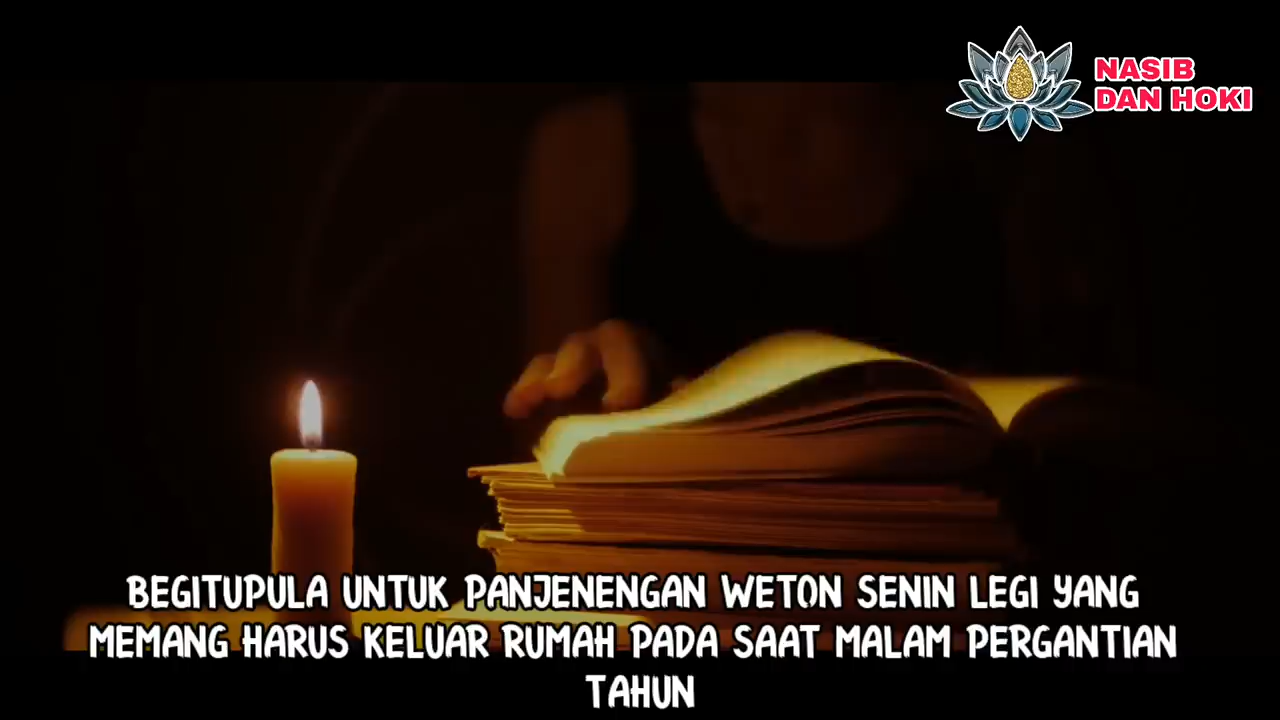 NASIB
DAN HOKI
BEGITUPULA UNTUK PANJENENGAN WETON SENIN LEGI YANG
MEMANG HARUS KELUAR RUMAH PADA SAAT MALAM PERGANTIAN
TAHUN